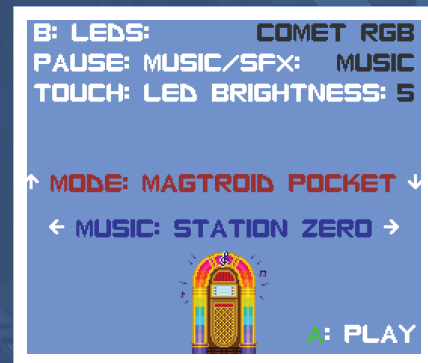 B: LEDS: COMET RGB
PAUSE: MUSIC/SFX: MUSIC
TOUCH: LED BRIGHTNESS: 5
↑ MODE: MAGTROID POCKET ↓
← MUSIC: STATION ZERO →
A: PLAY